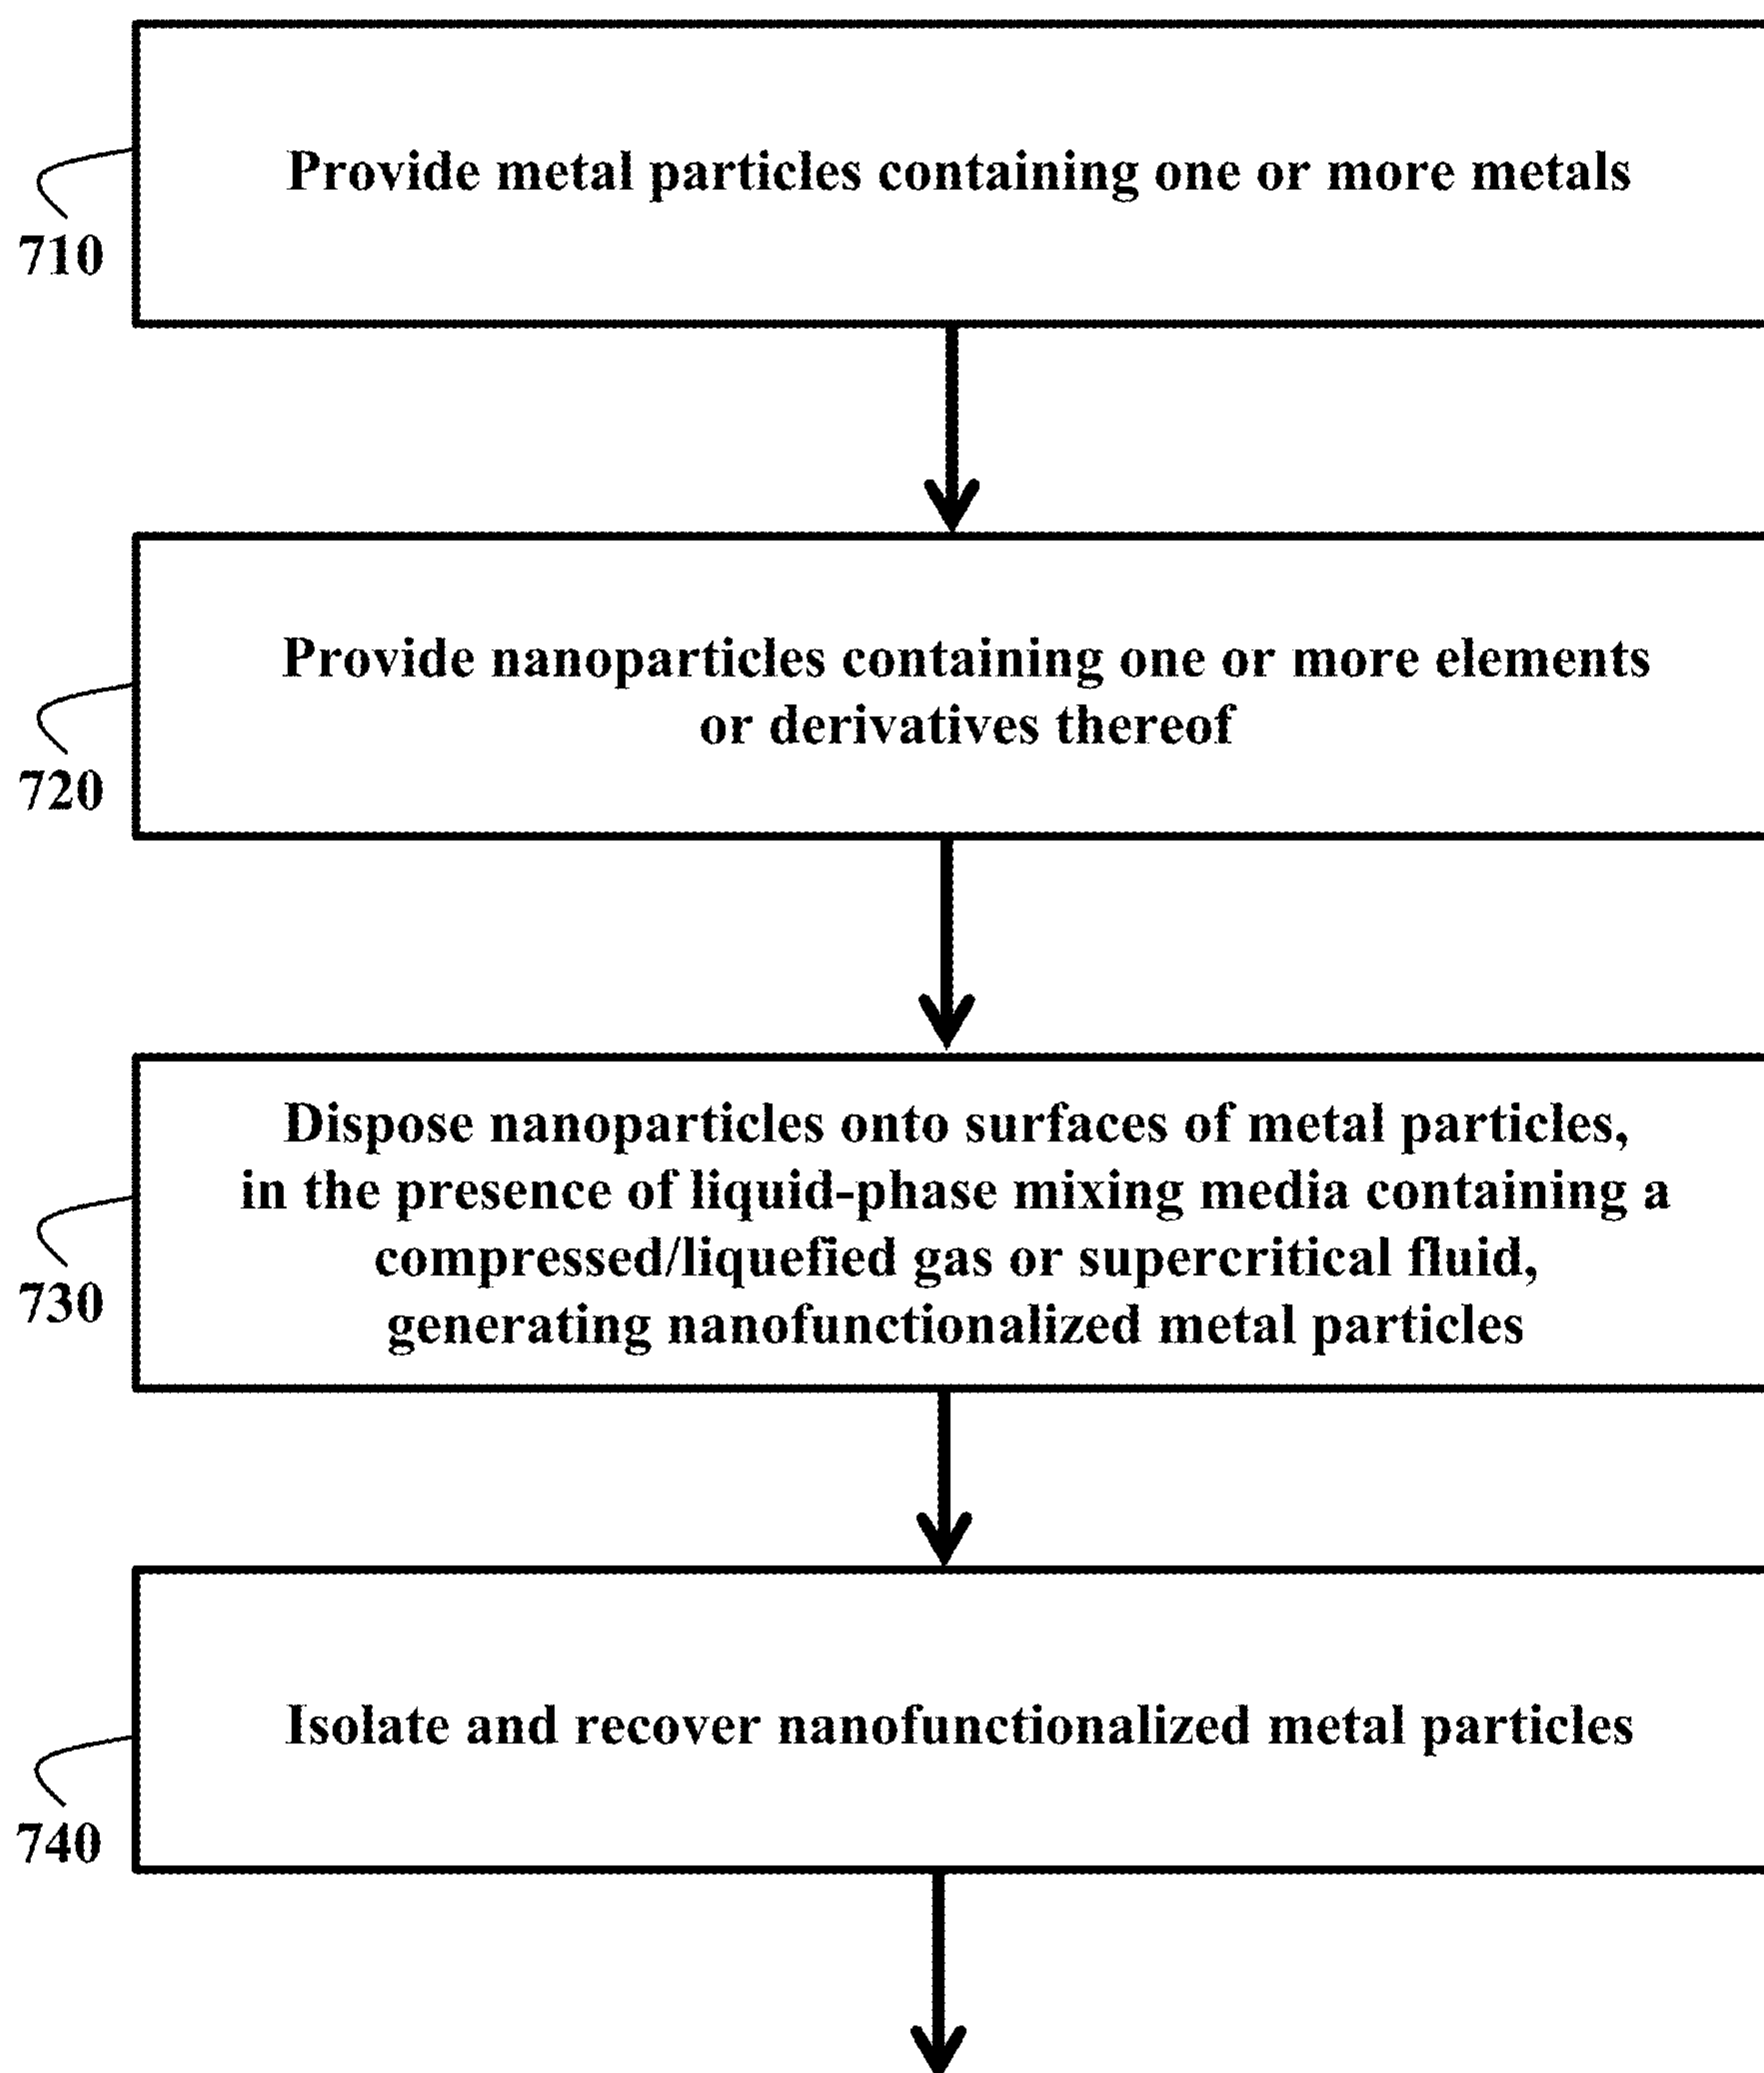 Provide metal particles containing one or more metals
710
Provide nanoparticles containing one or more elements
or derivatives thereof
720
Dispose nanoparticles onto surfaces of metal particles,
in the presence of liquid-phase mixing media containing a
compressed/liquefied gas or supercritical fluid,
generating nanofunctionalized metal particles
730
Isolate and recover nanofunctionalized metal particles
740